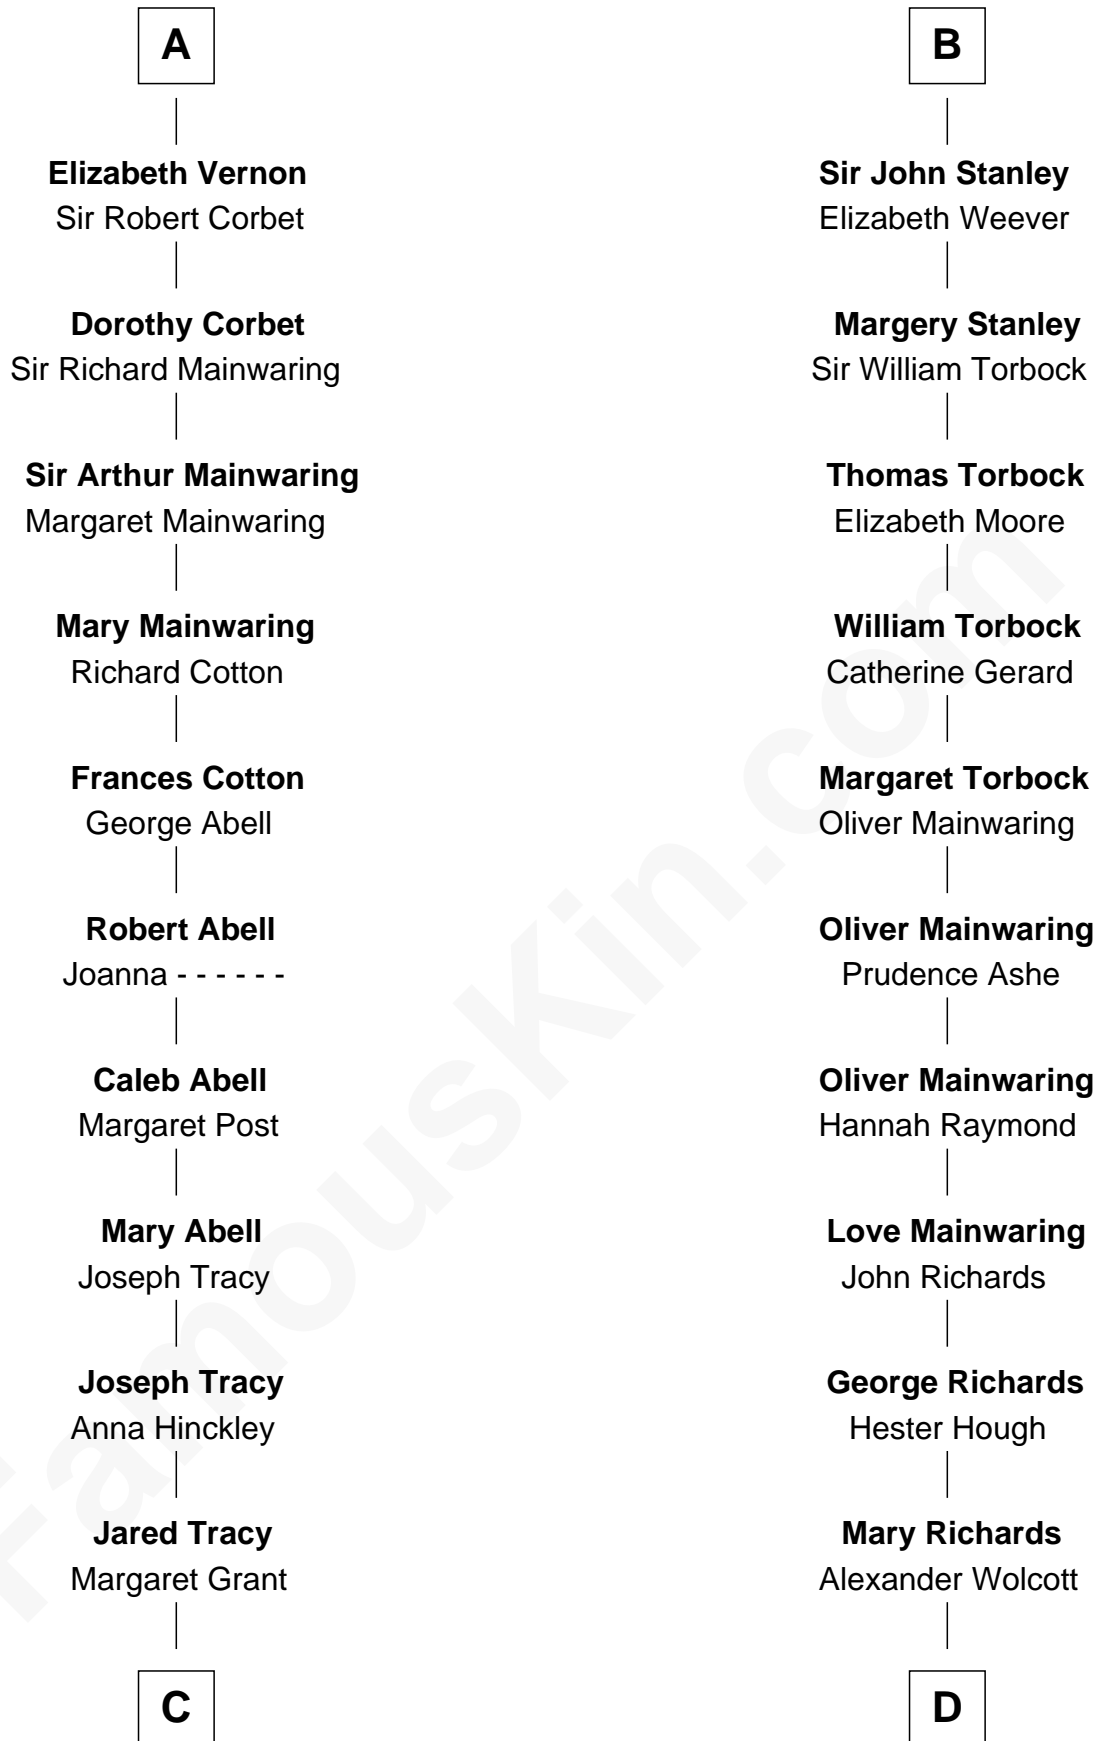 A
Elizabeth Vernon
Sir Robert Corbet
Dorothy Corbet
Sir Richard Mainwaring
Sir Arthur Mainwaring
Margaret Mainwaring
Mary Mainwaring
Richard Cotton
Frances Cotton
George Abell
Robert Abell
Joanna - - - - - -
Caleb Abell
Margaret Post
Mary Abell
Joseph Tracy
Joseph Tracy
Anna Hinckley
Jared Tracy
Margaret Grant
C
B
Sir John Stanley
Elizabeth Weever
Margery Stanley
Sir William Torbock
Thomas Torbock
Elizabeth Moore
William Torbock
Catherine Gerard
Margaret Torbock
Oliver Mainwaring
Oliver Mainwaring
Prudence Ashe
Oliver Mainwaring
Hannah Raymond
Love Mainwaring
John Richards
George Richards
Hester Hough
Mary Richards
Alexander Wolcott
D
FamousKin.com